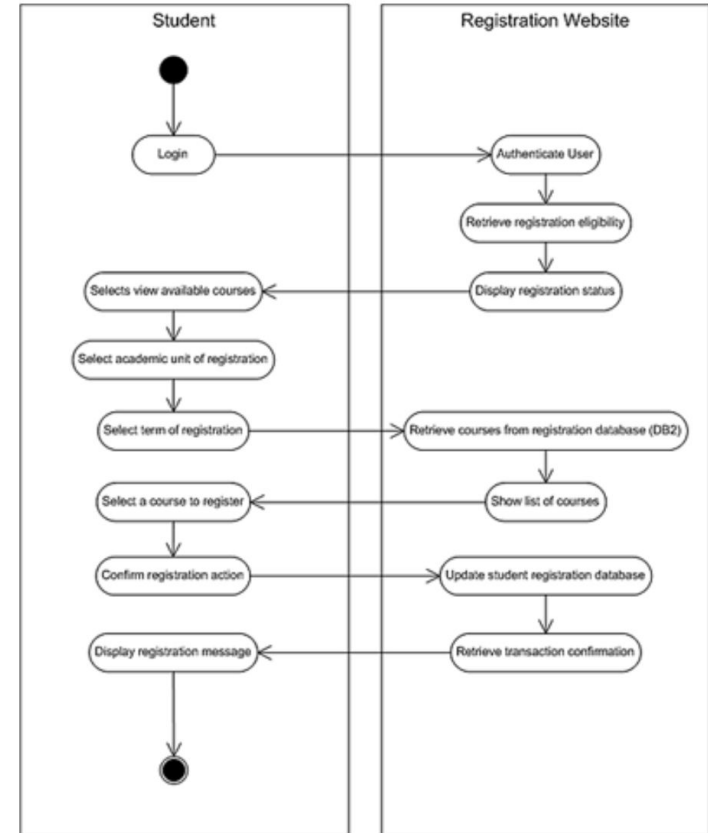 Student
Registration Website
Login
Authenticate User
Retrieve registration eligibility
Selects view available courses
Display registration status
Select academic unit of registration
Select term of registration
Retrieve courses from registration database (DB2)
Select a course to register
Show list of courses
Confirm registration action
Update student registration database
Display registration message
Retrieve transaction confirmation